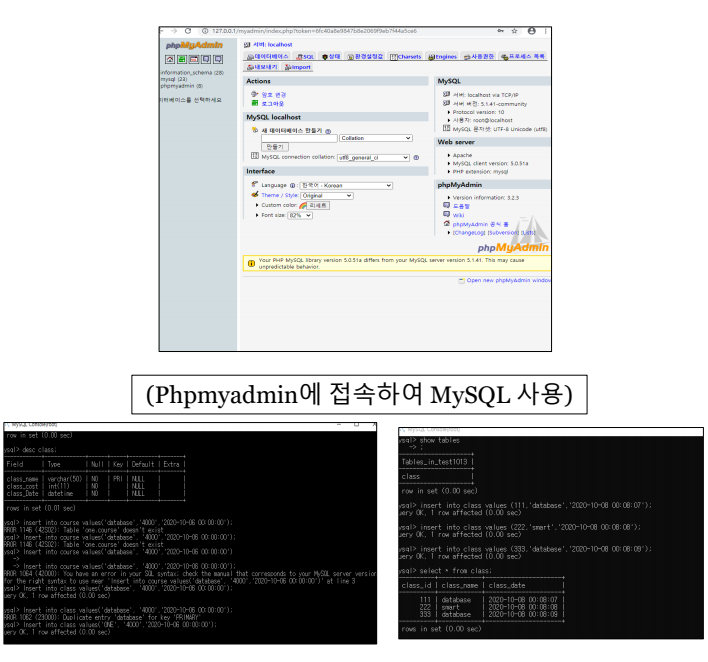 127.0.0.1/myadmin/index.php?token=8fc40a8e9847b8e2069f9eb7f44a5ce6
phpMyAdmin
information_schema (28)
mysql (23)
phpmyadmin (8)
이터베이스를 선택하세요
서버: localhost
데이터베이스 SQL 상태 환경설정값 Charsets Engines 사용권한 프로세스 목록
내보내기 Import
Actions
암호 변경
로그아웃
MySQL localhost
새 데이터베이스 만들기
Collation
만들기
MySQL connection collation: utf8_general_ci
Interface
Language : 한국어 - Korean
Theme / Style: Original
Custom color: 리세트
Font size: 82%
MySQL
서버: localhost via TCP/IP
서버 버전: 5.1.41-community
Protocol version: 10
사용자: root@localhost
MySQL 문자셋: UTF-8 Unicode (utf8)
Web server
Apache
MySQL client version: 5.0.51a
PHP extension: mysql
phpMyAdmin
Version information: 3.2.3
도움말
Wiki
phpMyAdmin 공식 홈
[ChangeLog] [Subversion] [Lists]
phpMyAdmin
Your PHP MySQL library version 5.0.51a differs from your MySQL server version 5.1.41. This may cause
unpredictable behavior.
Open new phpMyAdmin window
(Phpmyadmin에 접속하여 MySQL 사용)
MySQL Console(root)
row in set (0.00 sec)
ysql> desc class;
Field | Type | Null | Key | Default | Extra |
class_name | varchar(50) | NO | PRI | NULL | |
class_cost | int(11) | NO | | NULL | |
class_Date | datetime | NO | | NULL | |
rows in set (0.01 sec)
ysql> insert into course values('database','4000','2020-10-06 00:00:00');
RROR 1146 (42S02): Table 'one.course' doesn't exist
ysql> Insert into course values('database', '4000','2020-10-06 00:00:00');
RROR 1146 (42S02): Table 'one.course' doesn't exist
ysql> Insert into course values('database', '4000','2020-10-06 00:00:00')
->
-> Insert into course values('database', '4000','2020-10-06 00:00:00');
RROR 1064 (42000): You have an error in your SQL syntax; check the manual that corresponds to your MySQL server version
for the right syntax to use near 'Insert into course values('database', '4000','2020-10-06 00:00:00')' at line 3
ysql> Insert into class values('database', '4000','2020-10-06 00:00:00');
uery OK, 1 row affected (0.00 sec)
ysql> Insert into class values('database', '4000','2020-10-06 00:00:00');
RROR 1062 (23000): Duplicate entry 'database' for key 'PRIMARY'
ysql> Insert into class values('ONE', '4000','2020-10-06 00:00:00');
uery OK, 1 row affected (0.00 sec)
MySQL Console(root)
ysql> show tables
-> ;
Tables_in_test1013 |
class |
row in set (0.00 sec)
ysql> insert into class values (111,'database','2020-10-08 00:08:07');
uery OK, 1 row affected (0.00 sec)
ysql> insert into class values (222,'smart','2020-10-08 00:08:08');
uery OK, 1 row affected (0.00 sec)
ysql> insert into class values (333,'database','2020-10-08 00:08:09');
uery OK, 1 row affected (0.00 sec)
ysql> select * from class;
class_id | class_name | class_date |
111 | database | 2020-10-08 00:08:07 |
222 | smart | 2020-10-08 00:08:08 |
333 | database | 2020-10-08 00:08:09 |
rows in set (0.00 sec)